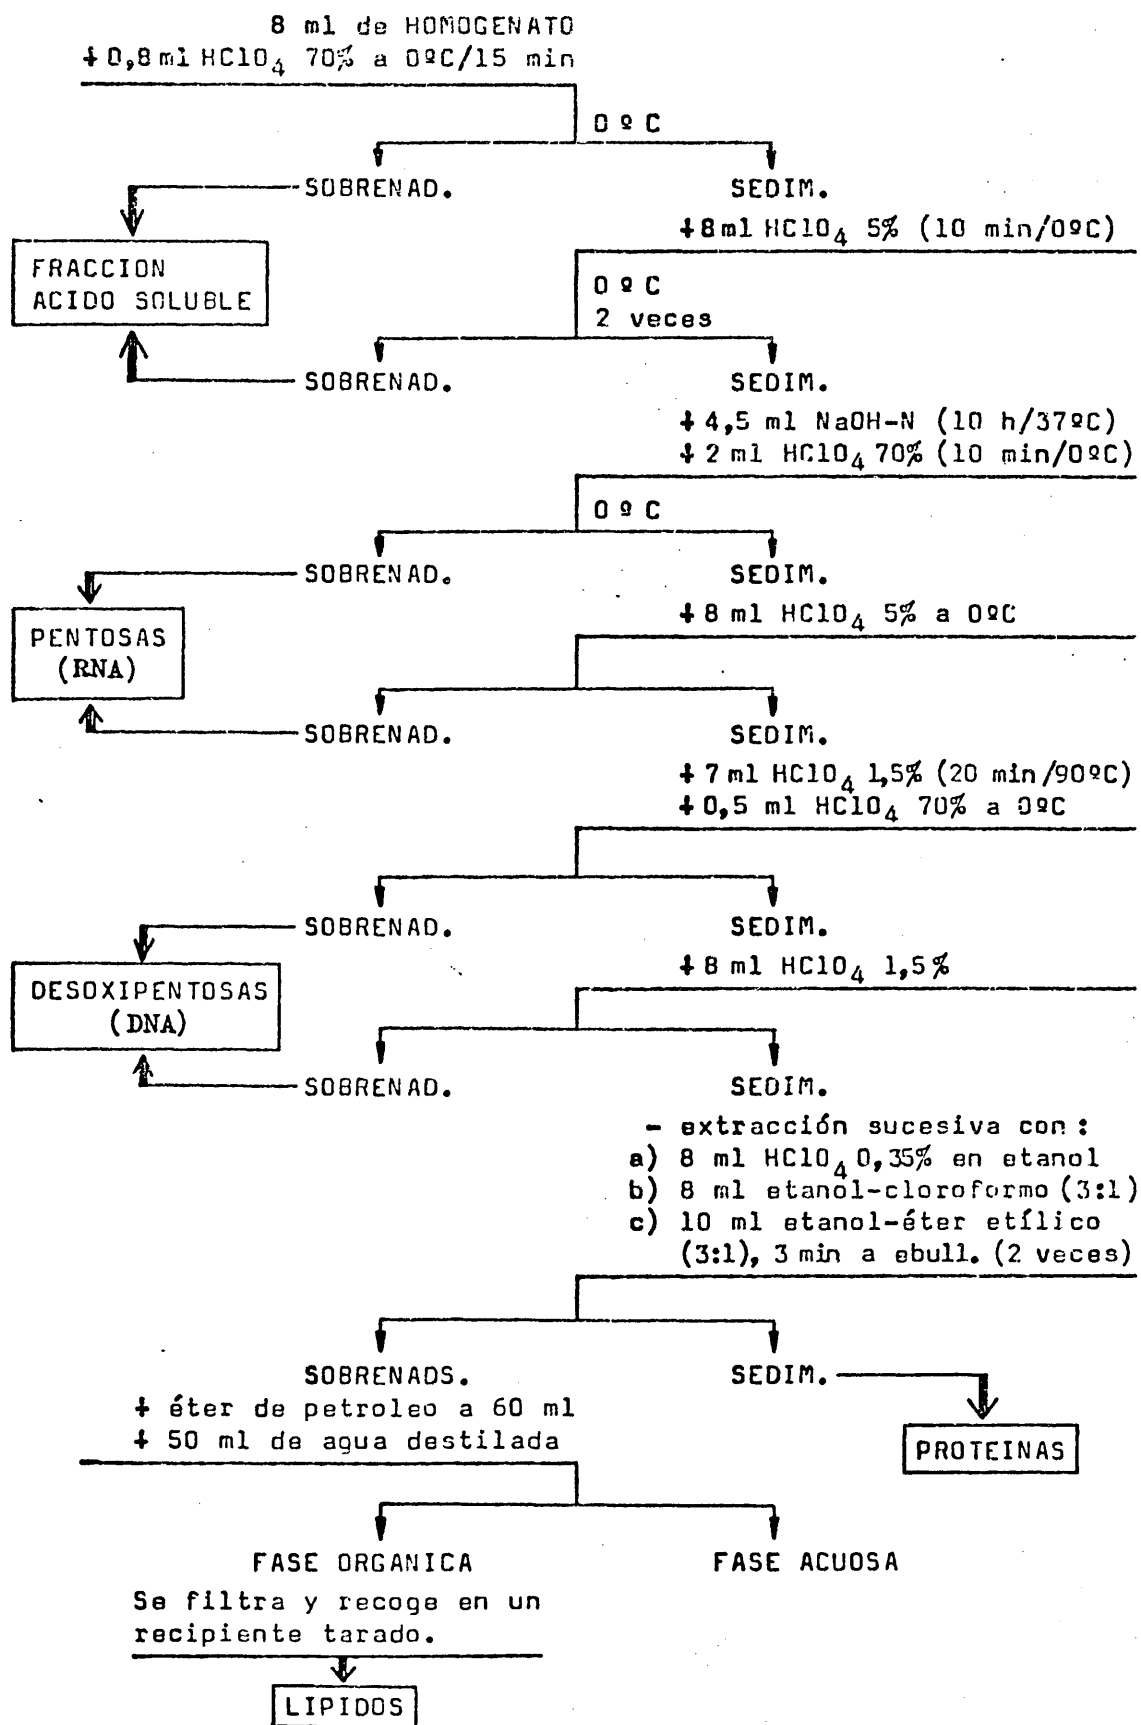 8 ml de HOMOGENATO
+ 0,8 ml HClO4 70% a 0ºC/15 min
0 º C
SOBRENAD.
SEDIM.
+ 8 ml HClO4 5% (10 min/0ºC)
FRACCION
ACIDO SOLUBLE
0 º C
2 veces
SOBRENAD.
SEDIM.
+ 4,5 ml NaOH-N (10 h/37ºC)
+ 2 ml HClO4 70% (10 min/0ºC)
0 º C
SOBRENAD.
SEDIM.
+ 8 ml HClO4 5% a 0ºC
PENTOSAS
(RNA)
SOBRENAD.
SEDIM.
+ 7 ml HClO4 1,5% (20 min/90ºC)
+ 0,5 ml HClO4 70% a 0ºC
SOBRENAD.
SEDIM.
+ 8 ml HClO4 1,5%
DESOXIPENTOSAS
(DNA)
SOBRENAD.
SEDIM.
- extracción sucesiva con:
a) 8 ml HClO4 0,35% en etanol
b) 8 ml etanol-cloroformo (3:1)
c) 10 ml etanol-éter etílico
(3:1), 3 min a ebull. (2 veces)
SOBRENADS.
SEDIM.
+ éter de petroleo a 60 ml
+ 50 ml de agua destilada
PROTEINAS
FASE ORGANICA
FASE ACUOSA
Se filtra y recoge en un
recipiente tarado.
LIPIDOS